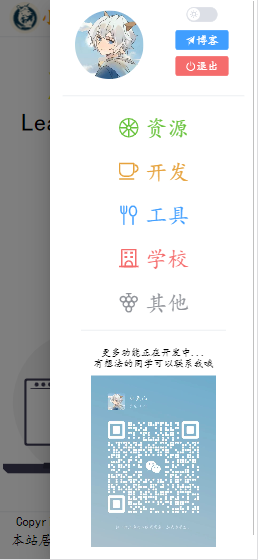 Lea
博客
退出
资源
开发
工具
学校
其他
更多功能正在开发中...
有想法的同学可以联系我哦
Copyr
本站居